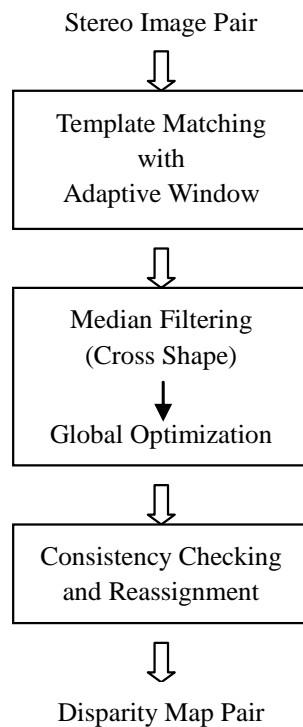 Stereo Image Pair
Template Matching
with
Adaptive Window
Median Filtering
(Cross Shape)
Global Optimization
Consistency Checking
and Reassignment
Disparity Map Pair